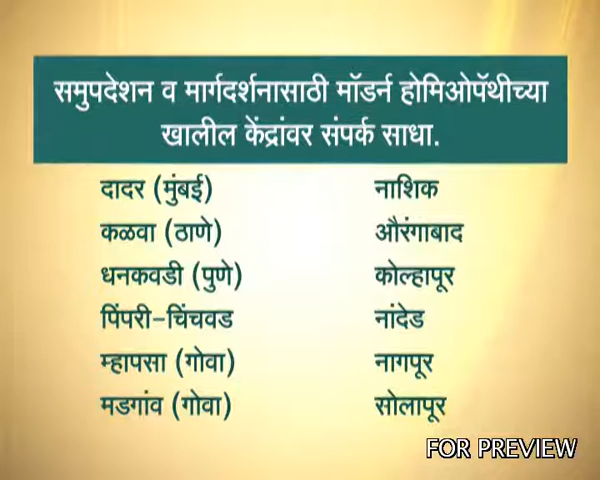 समुपदेशन व मार्गदर्शनासाठी मॉडर्न होमिओपॅथीच्या
खालील केंद्रांवर संपर्क साधा.
दादर (मुंबई)
कळवा (ठाणे)
धनकवडी (पुणे)
पिंपरी-चिंचवड
म्हापसा (गोवा)
मडगांव (गोवा)
नाशिक
औरंगाबाद
कोल्हापूर
नांदेड
नागपूर
सोलापूर
FOR PREVIEW